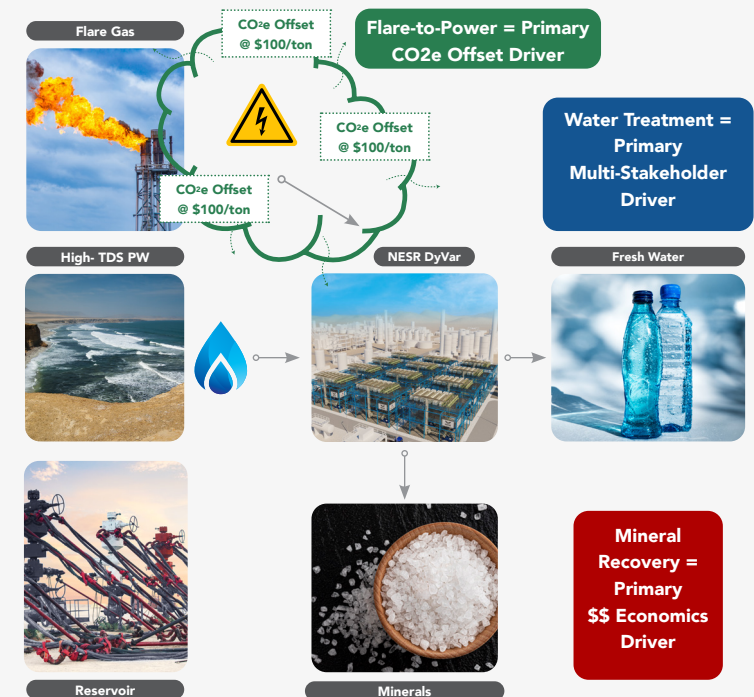 Flare Gas
CO2e Offset
@ $100/ton
Flare-to-Power = Primary
CO2e Offset Driver
CO2e Offset
@ $100/ton
CO2e Offset
@ $100/ton
Water Treatment =
Primary
Multi-Stakeholder
Driver
High- TDS PW
NESR DyVar
Fresh Water
Mineral
Recovery =
Primary
$$ Economics
Driver
Reservoir
Minerals